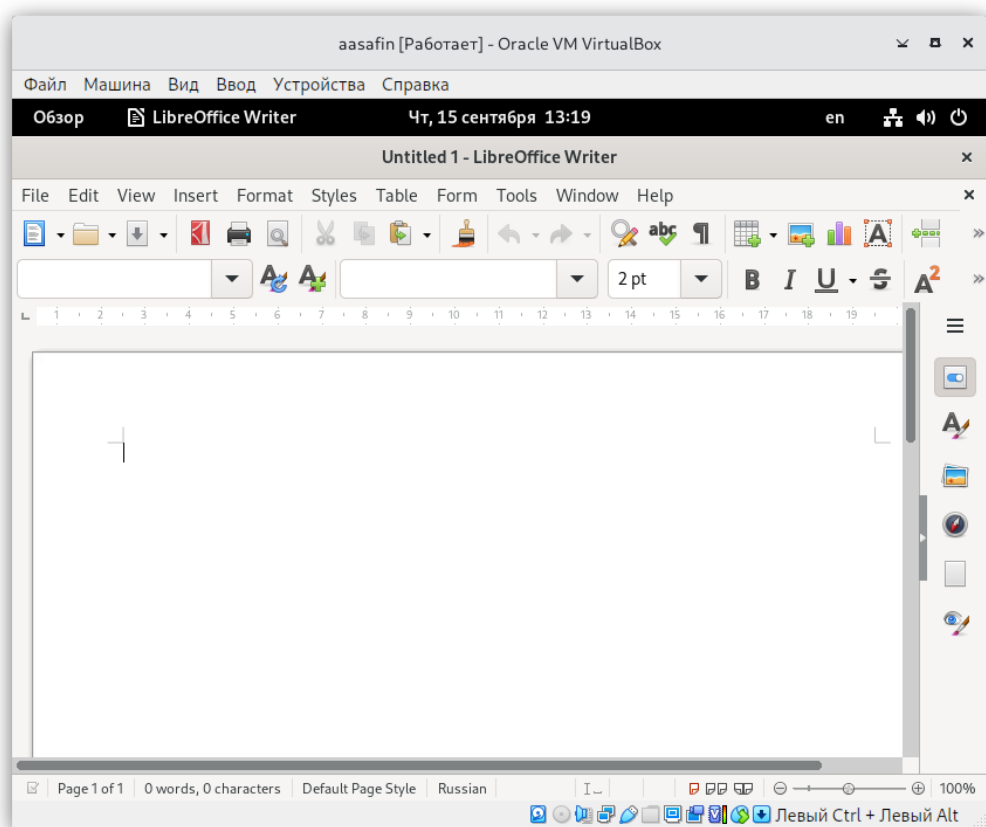 aasafin [Работает] - Oracle VM VirtualBox
Файл Машина Вид Ввод Устройства Справка
Обзор LibreOffice Writer Чт, 15 сентября 13:19 en
Untitled 1 - LibreOffice Writer
File Edit View Insert Format Styles Table Form Tools Window Help
abc A
A A 2 pt B I U S A2
1 2 3 4 5 6 7 8 9 10 11 12 13 14 15 16 17 18 19
Page 1 of 1 0 words, 0 characters Default Page Style Russian 100%
Левый Ctrl + Левый Alt